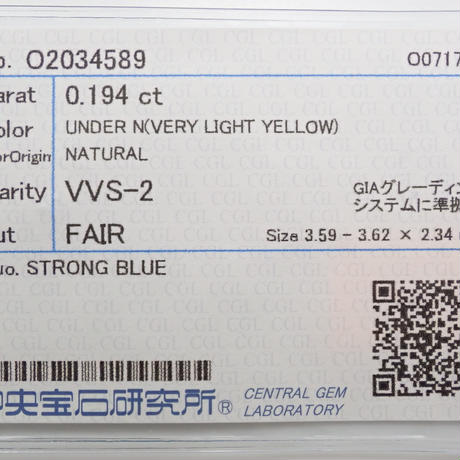 o. O2034589 O0717
arat 0.194 ct
olor UNDER N(VERY LIGHT YELLOW)
orOrigin NATURAL
arity VVS-2 GIAグレーディン
システムに準拠
ut FAIR Size 3.59 - 3.62 × 2.34
uo. STRONG BLUE
中央宝石研究所® CENTRAL GEM
LABORATORY